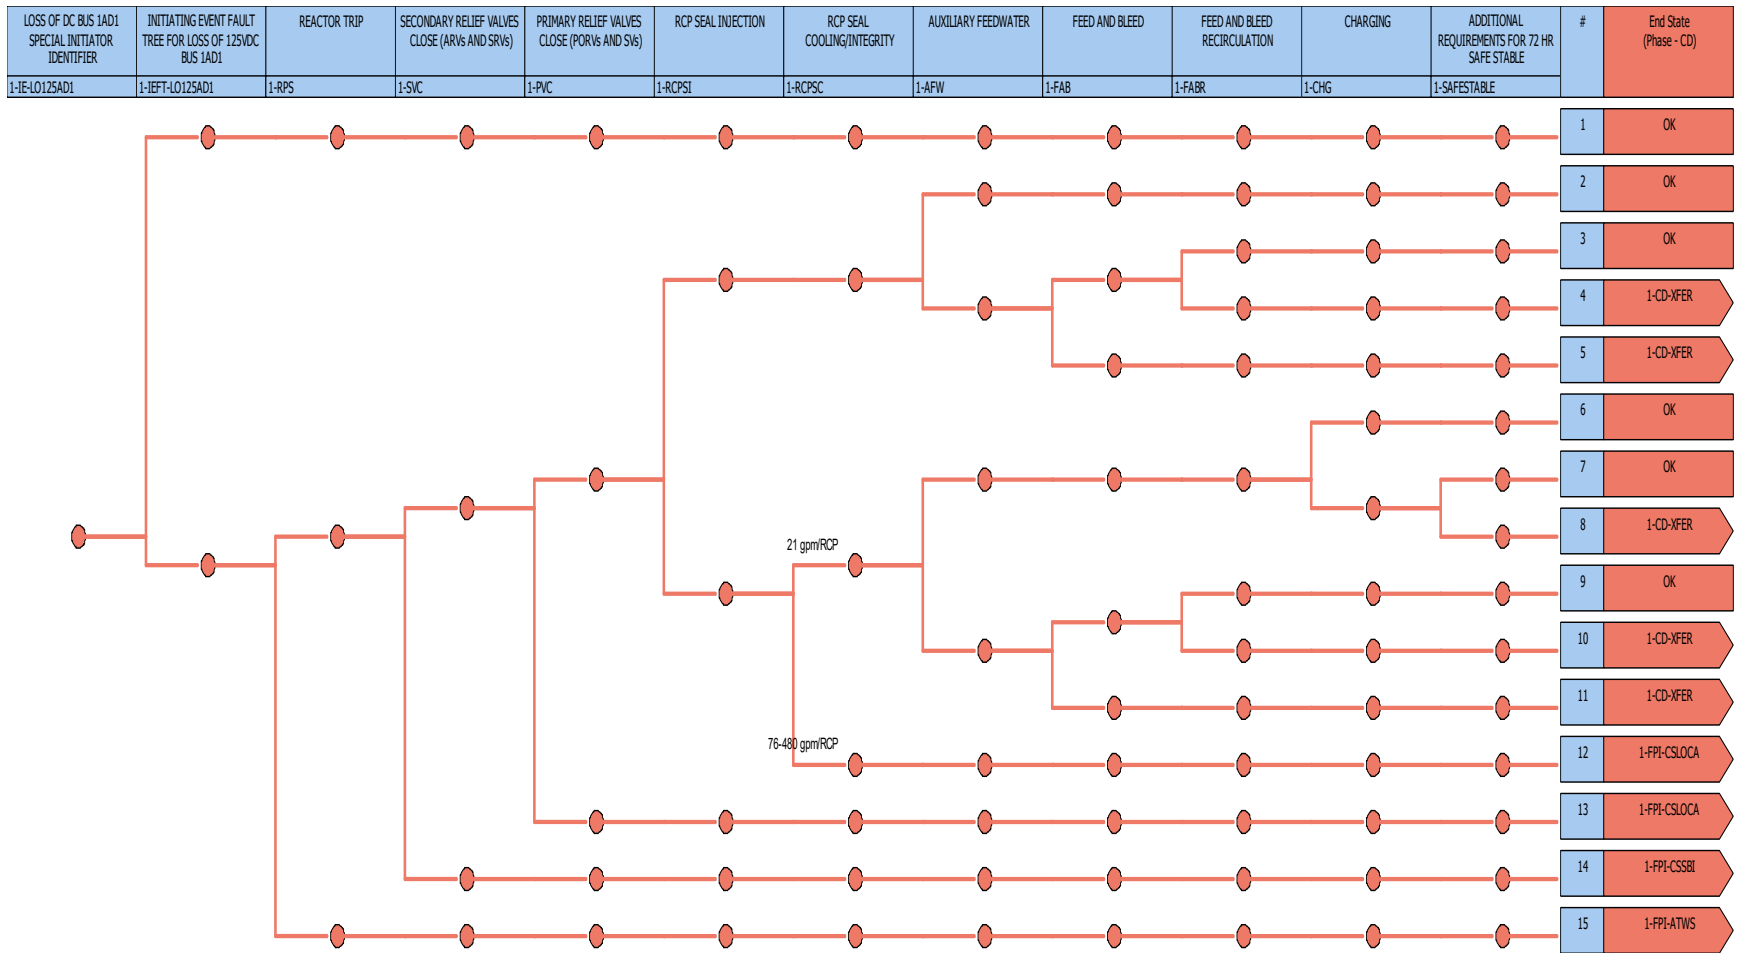 LOSS OF DC BUS 1AD1
SPECIAL INITIATOR
IDENTIFIER
INITIATING EVENT FAULT
TREE FOR LOSS OF 125VDC
BUS 1AD1
REACTOR TRIP
SECONDARY RELIEF VALVES
CLOSE (ARVs AND SRVs)
PRIMARY RELIEF VALVES
CLOSE (PORVs AND SVs)
RCP SEAL INJECTION
RCP SEAL
COOLING/INTEGRITY
AUXILIARY FEEDWATER
FEED AND BLEED
FEED AND BLEED
RECIRCULATION
CHARGING
ADDITIONAL
REQUIREMENTS FOR 72 HR
SAFE STABLE
#
End State
(Phase - CD)
1-IE-LO125AD1
1-IEFT-LO125AD1
1-RPS
1-SVC
1-PVC
1-RCPSI
1-RCPSC
1-AFW
1-FAB
1-FABR
1-CHG
1-SAFESTABLE
1
OK
2
OK
3
OK
4
1-CD-XFER
5
1-CD-XFER
6
OK
7
OK
8
1-CD-XFER
21 gpm/RCP
9
OK
10
1-CD-XFER
11
1-CD-XFER
76-480 gpm/RCP
12
1-FPI-CSLOCA
13
1-FPI-CSLOCA
14
1-FPI-CSSBI
15
1-FPI-ATWS